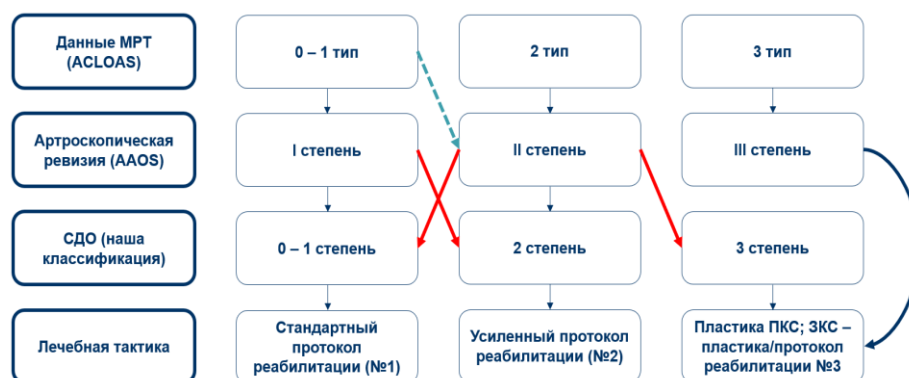 Данные МРТ
(ACLOAS)
0 – 1 тип
2 тип
3 тип
Артроскопическая
ревизия (AAOS)
I степень
II степень
III степень
СДО (наша
классификация)
0 – 1 степень
2 степень
3 степень
Лечебная тактика
Стандартный
протокол
реабилитации (№1)
Усиленный протокол
реабилитации (№2)
Пластика ПКС; ЗКС –
пластика/протокол
реабилитации №3